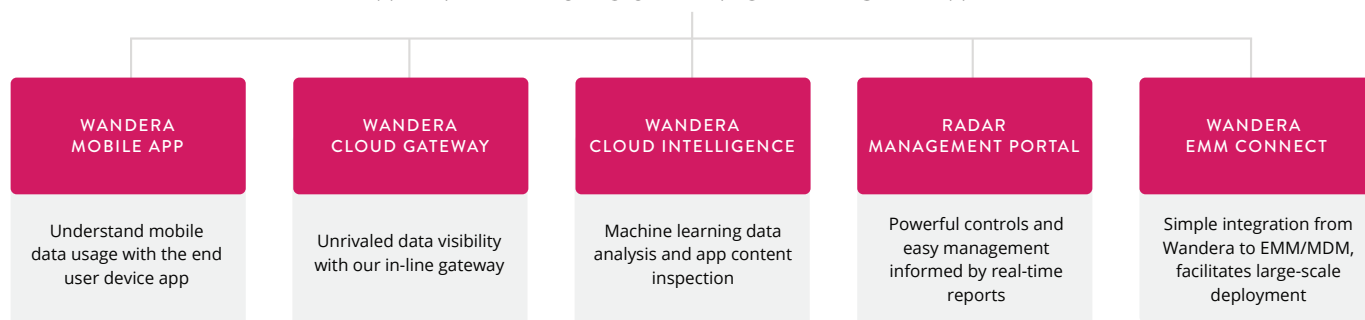 WANDERA
MOBILE APP
Understand mobile
data usage with the end
user device app
WANDERA
CLOUD GATEWAY
Unrivaled data visibility
with our in-line gateway
WANDERA
CLOUD INTELLIGENCE
Machine learning data
analysis and app content
inspection
RADAR
MANAGEMENT PORTAL
Powerful controls and
easy management
informed by real-time
reports
WANDERA
EMM CONNECT
Simple integration from
Wandera to EMM/MDM,
facilitates large-scale
deployment